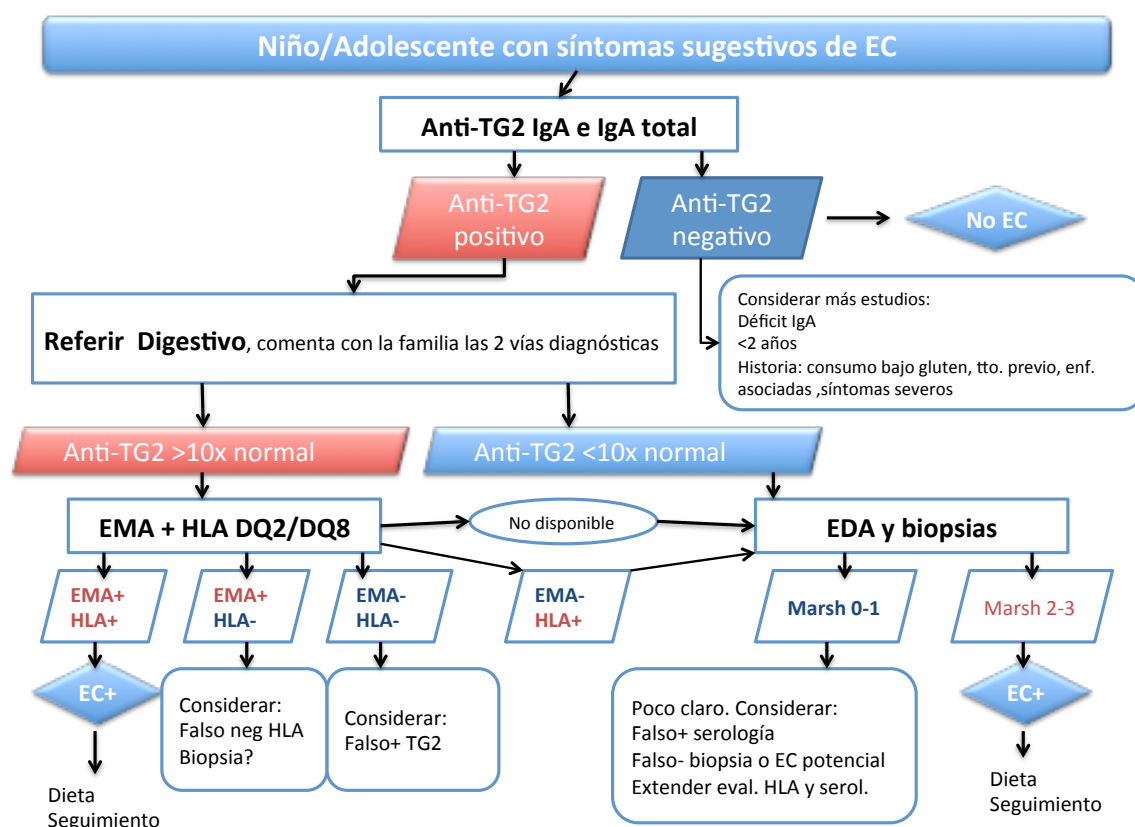 Niño/Adolescente con síntomas sugestivos de EC
Anti-TG2 IgA e IgA total
Anti-TG2
positivo
Anti-TG2
negativo
No EC
Considerar más estudios:
Déficit IgA
<2 años
Historia: consumo bajo gluten, tto. previo, enf.
asociadas ,síntomas severos
Referir Digestivo, comenta con la familia las 2 vías diagnósticas
Anti-TG2 >10x normal
Anti-TG2 <10x normal
EMA + HLA DQ2/DQ8
No disponible
EDA y biopsias
EMA+
HLA+
EMA+
HLA-
EMA-
HLA-
EMA-
HLA+
Marsh 0-1
Marsh 2-3
EC+
Considerar:
Falso neg HLA
Biopsia?
Considerar:
Falso+ TG2
Poco claro. Considerar:
Falso+ serología
Falso- biopsia o EC potencial
Extender eval. HLA y serol.
EC+
Dieta
Seguimiento
Dieta
Seguimiento